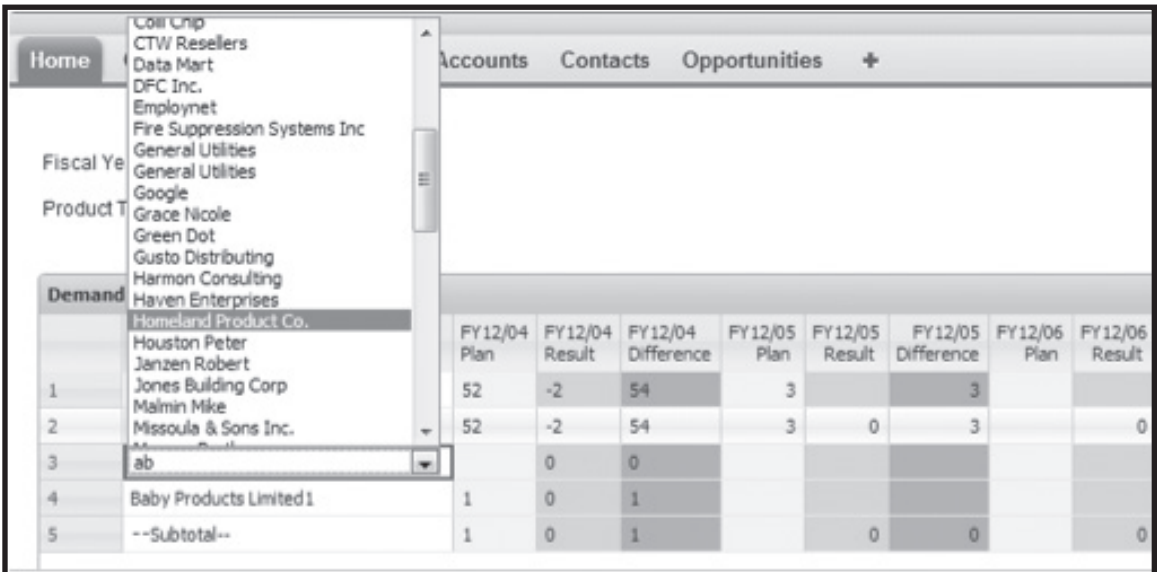 Home Accounts Contacts Opportunities +
Coili Chip
CTW Resellers
Data Mart
DFC Inc.
Employnet
Fire Suppression Systems Inc
General Utilities
General Utilities
Google
Grace Nicole
Green Dot
Gusto Distributing
Harmon Consulting
Haven Enterprises
Homeland Product Co.
Houston Peter
Janzen Robert
Jones Building Corp
Malmin Mike
Missoula & Sons Inc.
ab
Fiscal Ye
Product T
Demand
FY12/04 FY12/04 FY12/04 FY12/05 FY12/05 FY12/05 FY12/06 FY12/06
Plan Result Difference Plan Result Difference Plan Result
1 52 -2 54 3 3
2 52 -2 54 3 0 3 0
3 0 0
4 Baby Products Limited1 1 0 1
5 --Subtotal-- 1 0 1 0 0 0